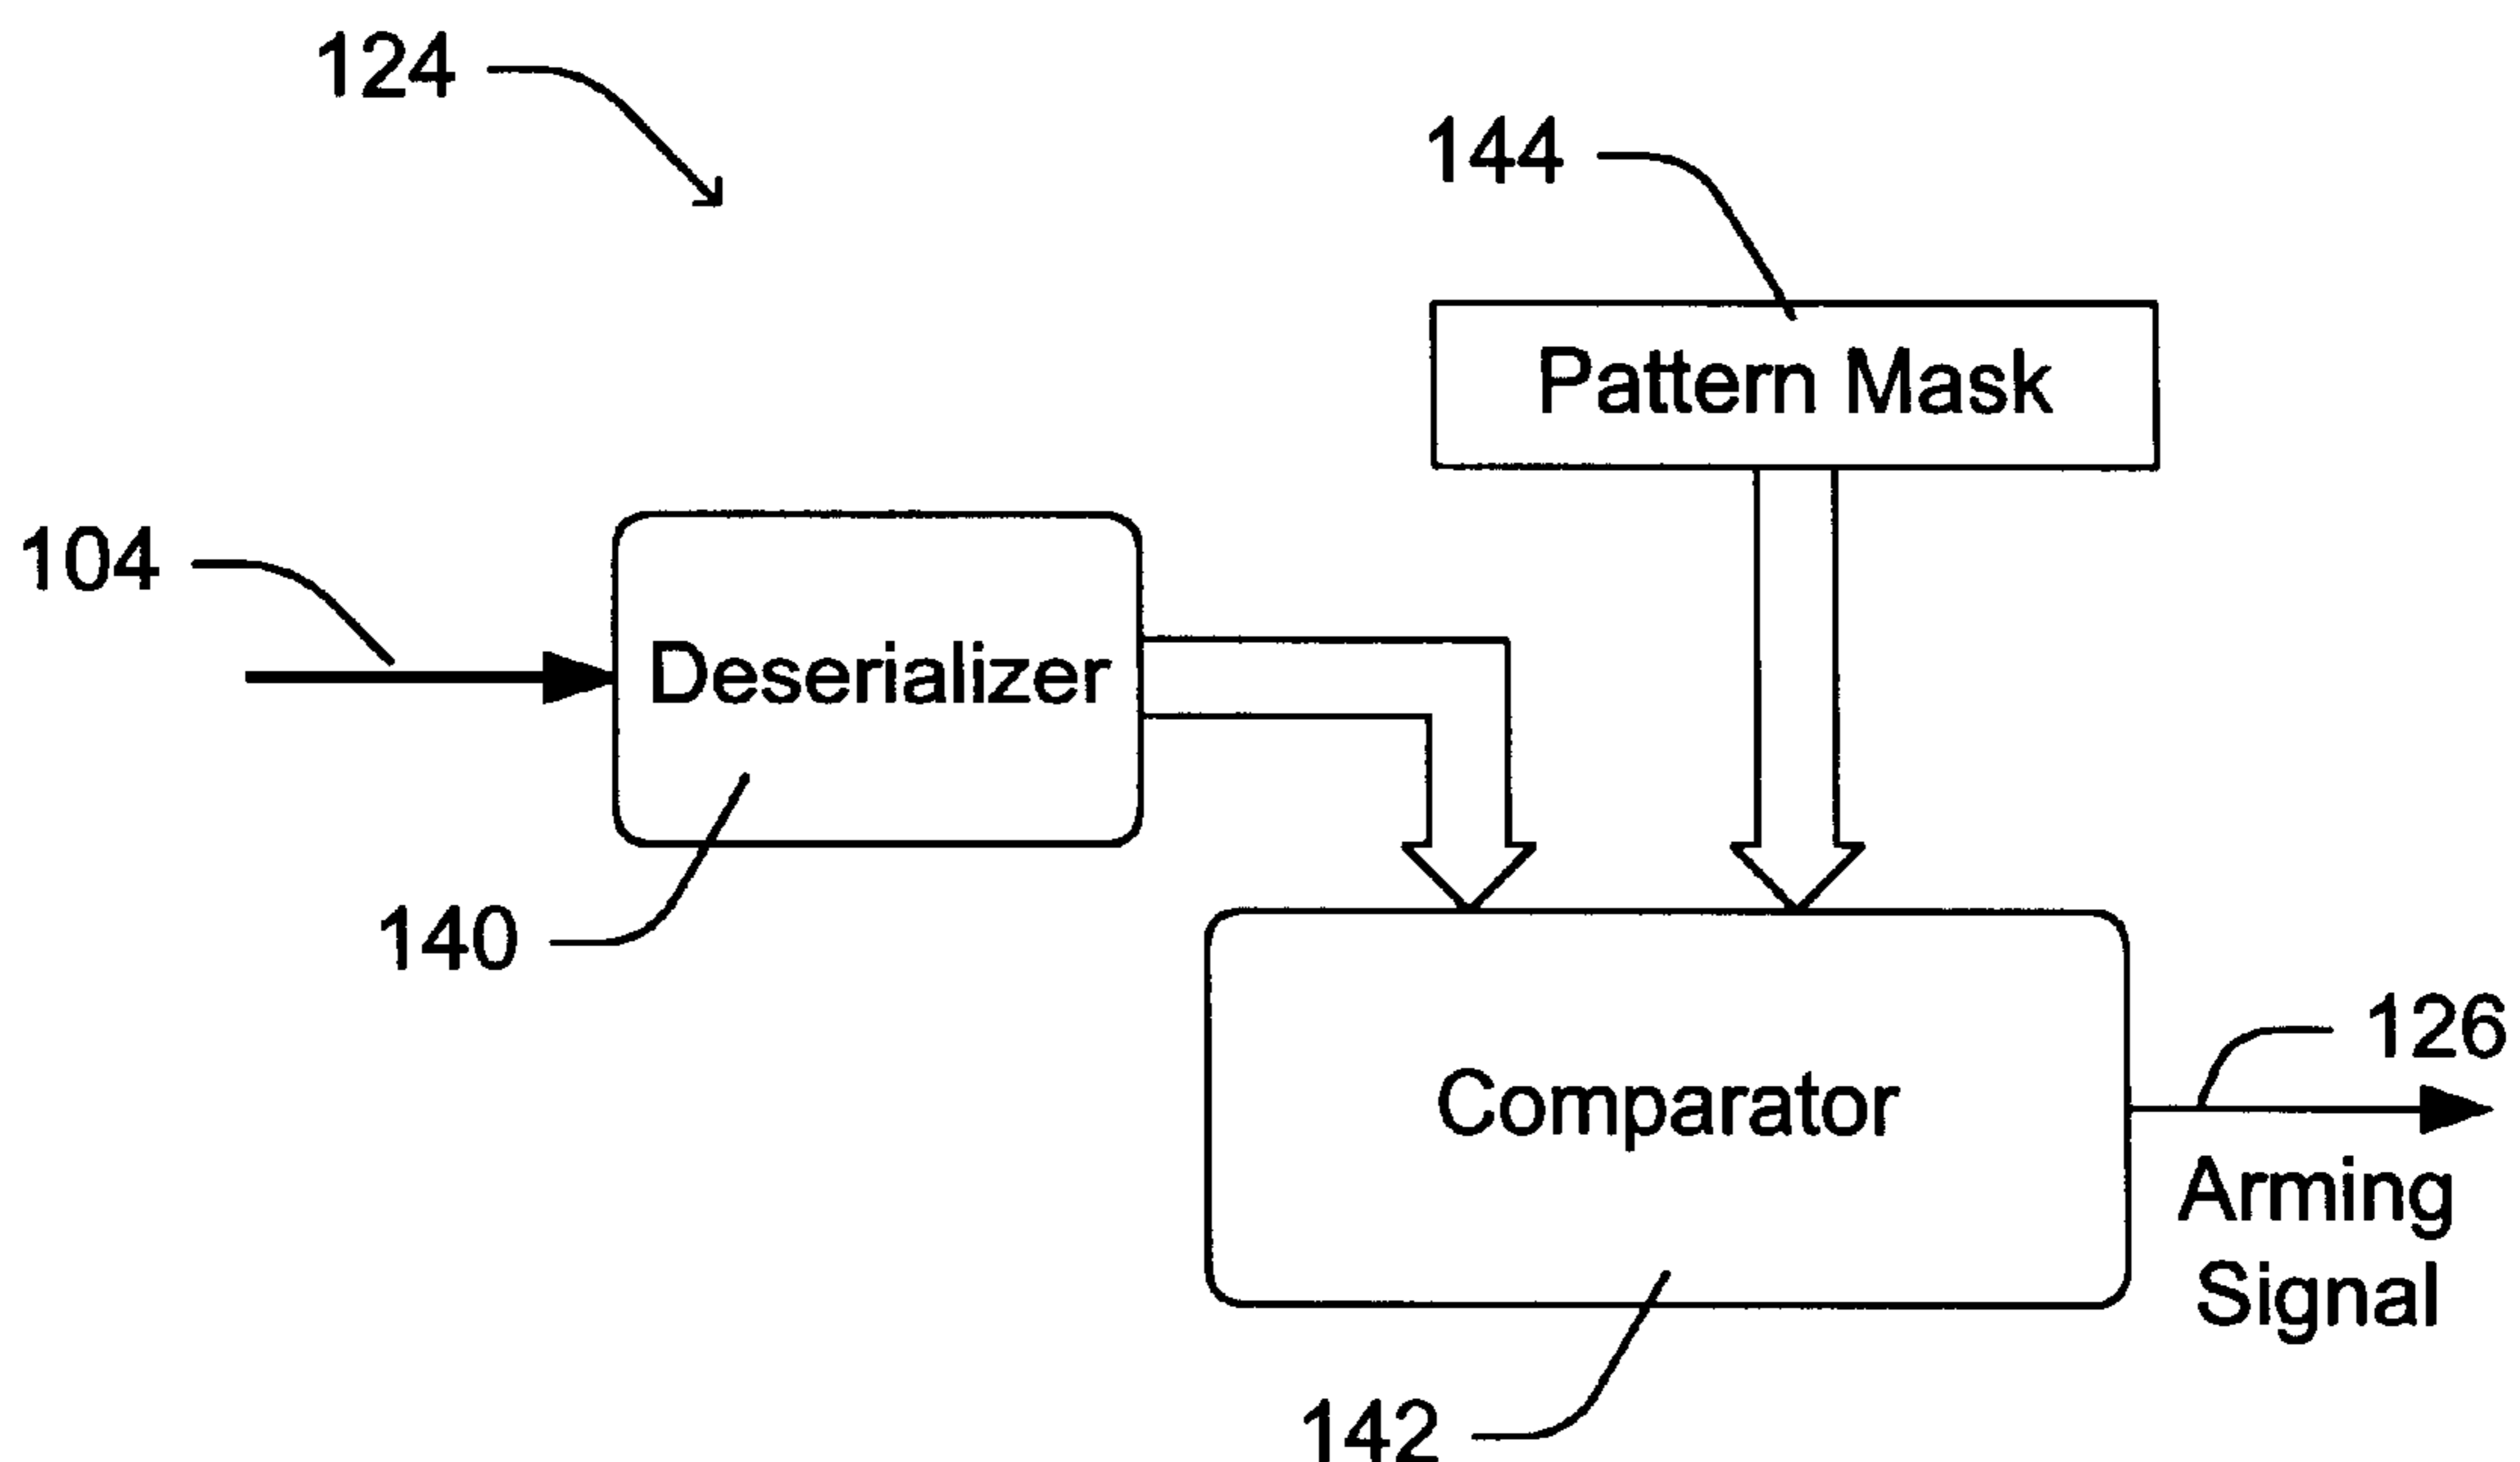 124
144
Pattern Mask
104
Deserializer
140
126
Comparator
Arming
Signal
142